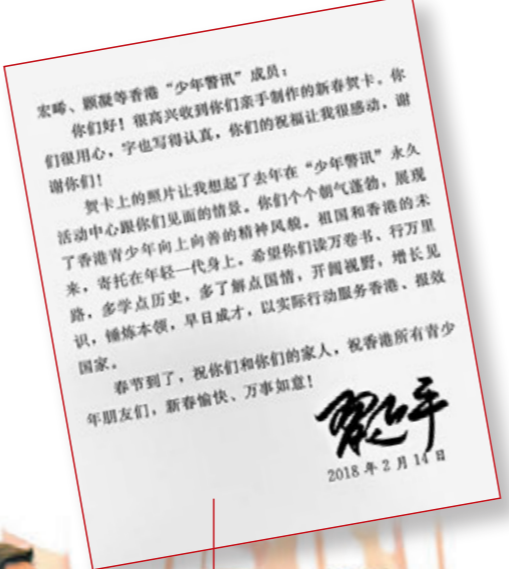 宏晞、颖凝等香港“少年警讯”成员：
你们好！很高兴收到你们亲手制作的新春贺卡。你
们很用心，字也写得认真，你们的祝福让我很感动，谢
谢你们！
贺卡上的照片让我想起了去年在“少年警讯”永久
活动中心跟你们见面的情景。你们个个朝气蓬勃，展现
了香港青少年向上向善的精神风貌。祖国和香港的未
来，寄托在年轻一代身上。希望你们读万卷书、行万里
路，多学点历史，多了解点国情，开阔视野，增长见
识，锤炼本领，早日成才，以实际行动服务香港、报效
国家。
春节到了，祝你们和你们的家人，祝香港所有青少
年朋友们，新春愉快、万事如意！
习近平
2018 年 2 月 14 日